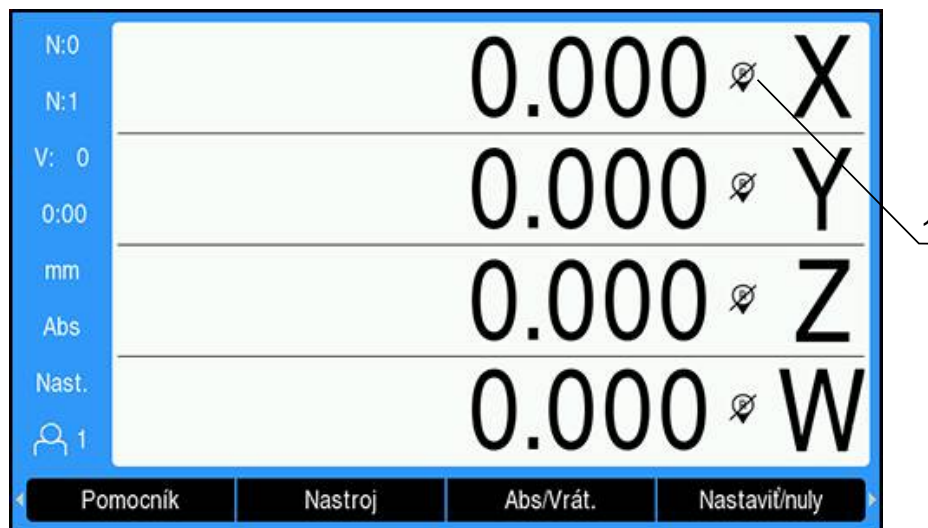 N:0
N:1
V: 0
0:00
mm
Abs
Nast.
1
0.000 X
0.000 Y
0.000 Z
0.000 W
1
Pomocník Nastroj Abs/Vrát. Nastaviť/nuly